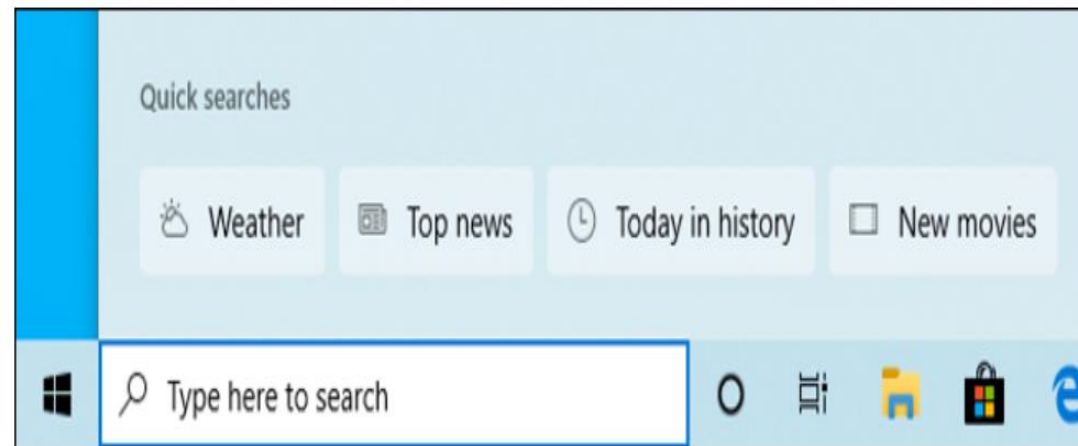 Quick searches
Weather Top news Today in history New movies
Type here to search